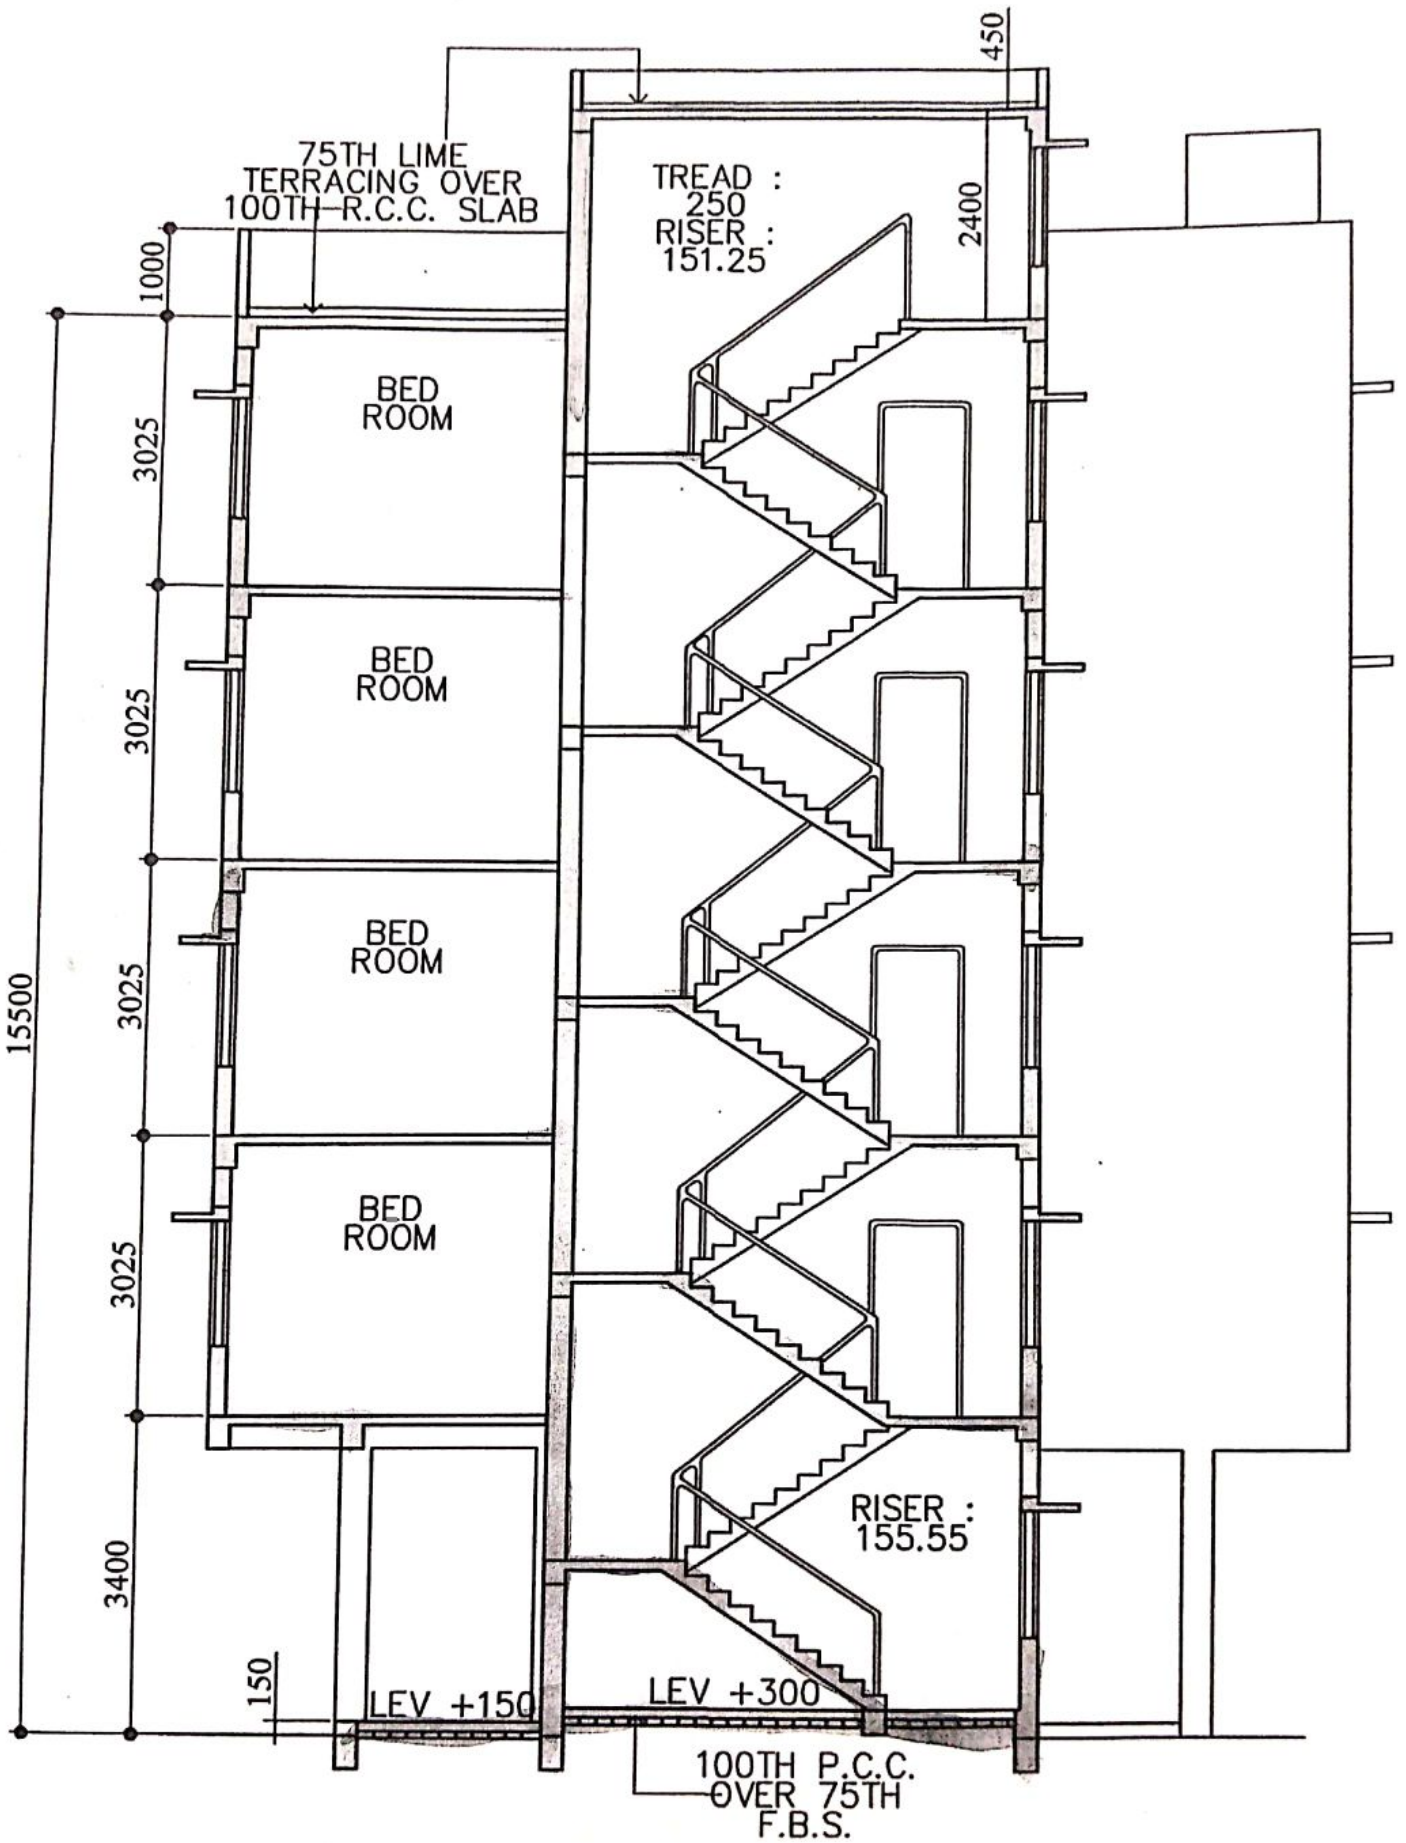 450
75TH LIME
TERRACING OVER
100TH R.C.C. SLAB
TREAD :
250
RISER :
151.25
2400
1000
BED
ROOM
3025
BED
ROOM
3025
BED
ROOM
3025
15500
BED
ROOM
3025
RISER :
155.55
3400
150
LEV +150
LEV +300
100TH P.C.C.
OVER 75TH
F.B.S.